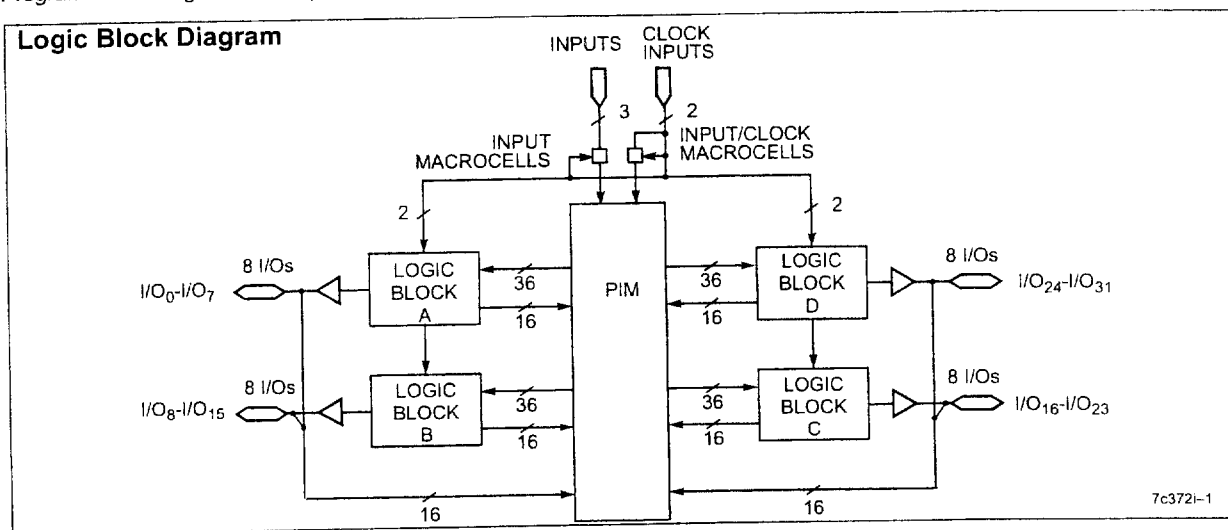 Logic Block Diagram
INPUTS
CLOCK
INPUTS
3
2
INPUT
MACROCELLS
INPUT/CLOCK
MACROCELLS
2
2
8 I/Os
I/O0-I/O7
LOGIC
BLOCK
A
36
16
PIM
36
16
LOGIC
BLOCK
D
8 I/Os
I/O24-I/O31
8 I/Os
I/O8-I/O15
LOGIC
BLOCK
B
36
16
36
16
LOGIC
BLOCK
C
8 I/Os
I/O16-I/O23
16
16
7c372i–1